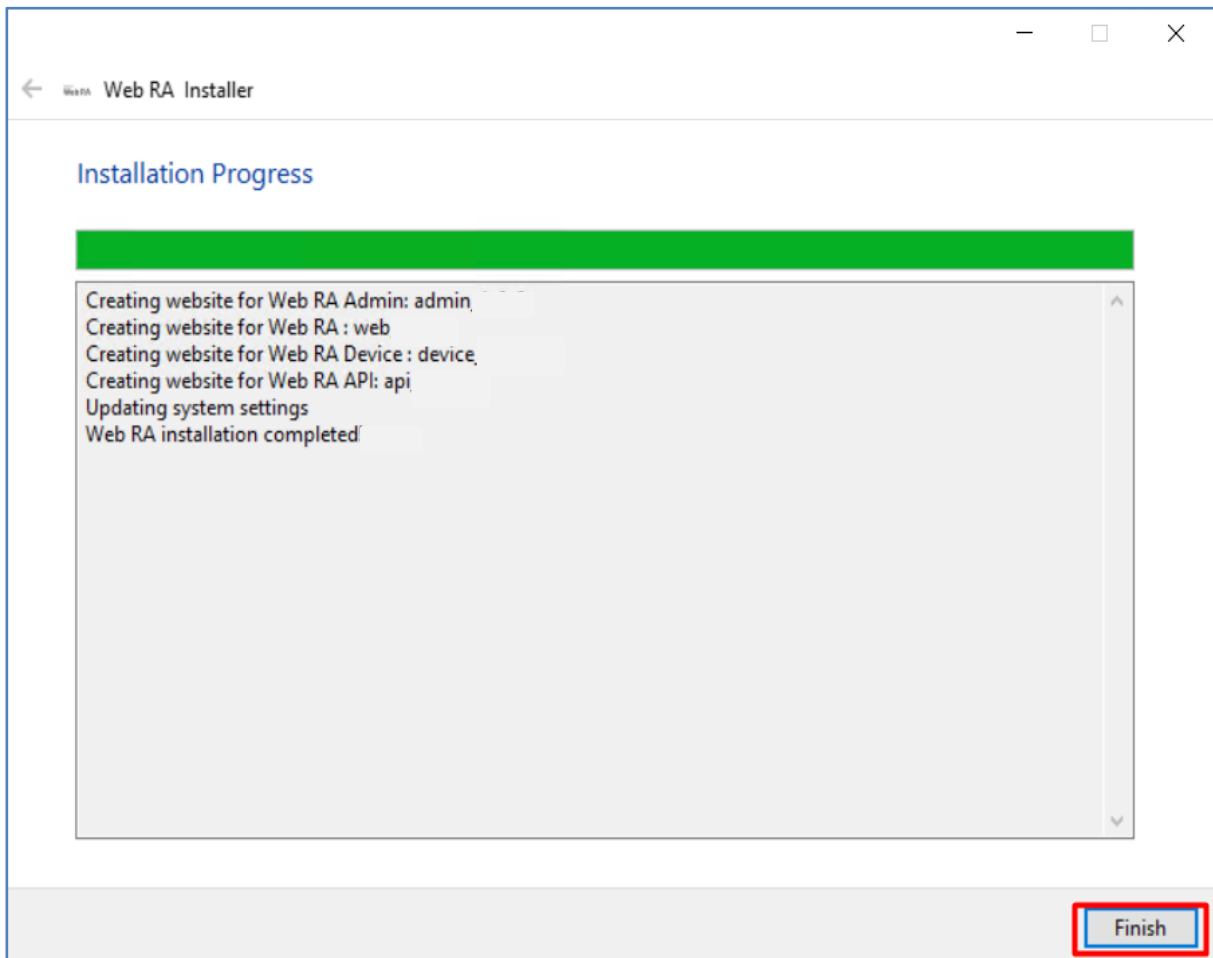 Web RA Web RA Installer
Installation Progress
Creating website for Web RA Admin: admin
Creating website for Web RA : web
Creating website for Web RA Device : device
Creating website for Web RA API: api
Updating system settings
Web RA installation completed
Finish